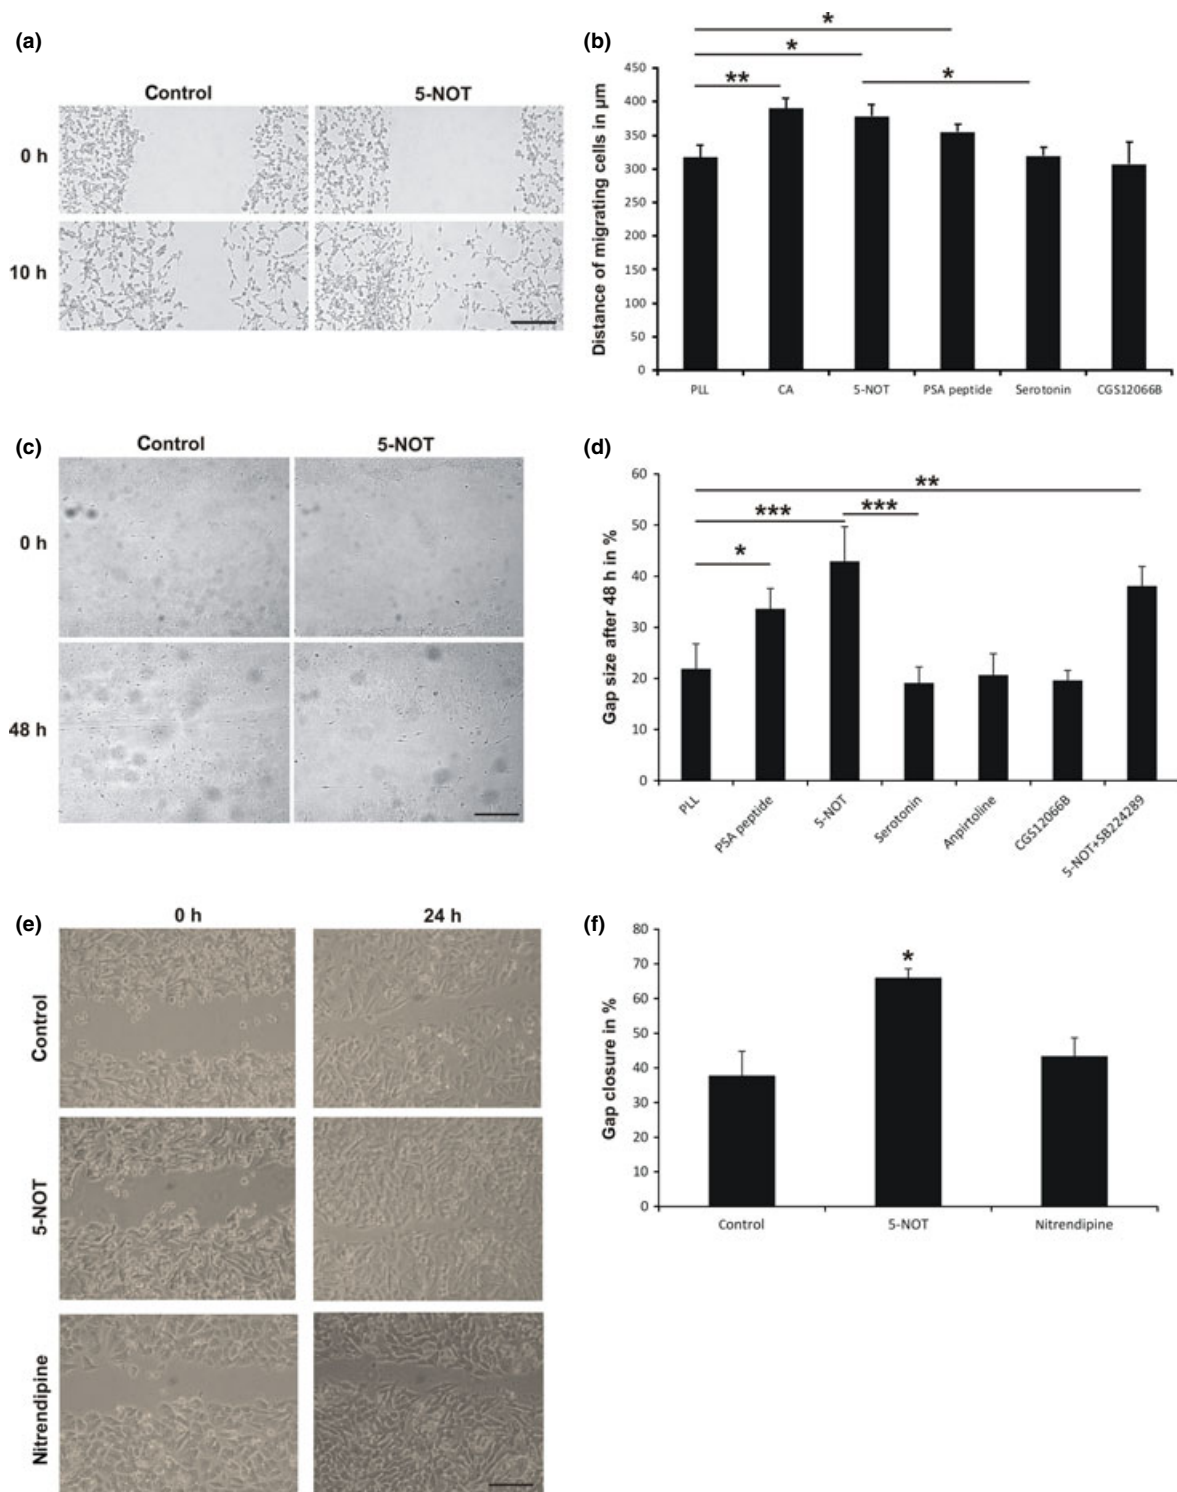 (a)
Control
5-NOT
0 h
10 h
(b)
*
*
**
*
Distance of migrating cells in µm
450
400
350
300
250
200
150
100
50
0
PLL
CA
5-NOT
PSA peptide
Serotonin
CGS12066B
(c)
Control
5-NOT
0 h
48 h
(d)
**
***
***
*
Gap size after 48 h in %
60
50
40
30
20
10
0
PLL
PSA peptide
5-NOT
Serotonin
Anpirtoline
CGS12066B
5-NOT+SB224289
(e)
0 h
24 h
Control
5-NOT
Nitrendipine
(f)
*
Gap closure in %
80
70
60
50
40
30
20
10
0
Control
5-NOT
Nitrendipine